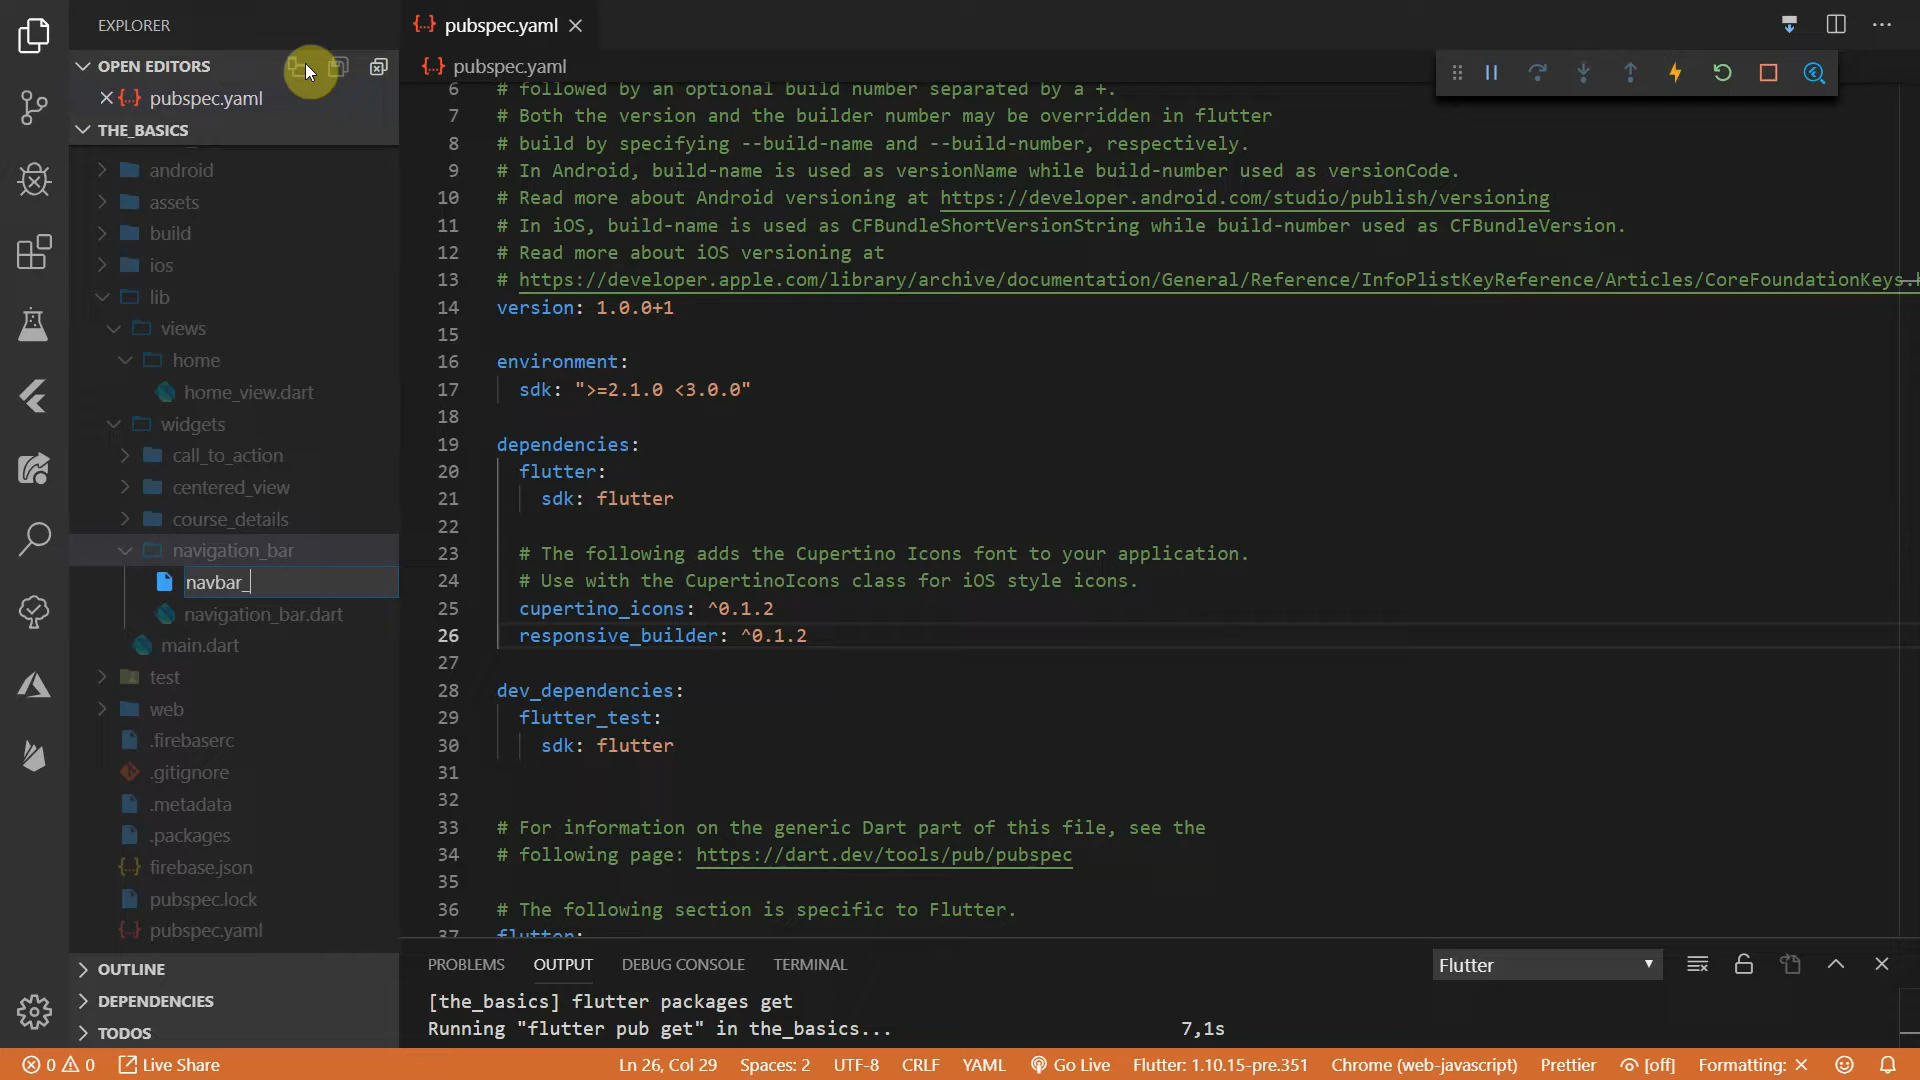 EXPLORER
OPEN EDITORS
pubspec.yaml
THE_BASICS
android
assets
build
ios
lib
views
home
home_view.dart
widgets
call_to_action
centered_view
course_details
navigation_bar
navbar_
navigation_bar.dart
main.dart
test
web
.firebaserc
.gitignore
.metadata
.packages
firebase.json
pubspec.lock
pubspec.yaml
OUTLINE
DEPENDENCIES
TODOS
pubspec.yaml
pubspec.yaml
6 # followed by an optional build number separated by a +.
7 # Both the version and the builder number may be overridden in flutter
8 # build by specifying --build-name and --build-number, respectively.
9 # In Android, build-name is used as versionName while build-number used as versionCode.
10 # Read more about Android versioning at https://developer.android.com/studio/publish/versioning
11 # In iOS, build-name is used as CFBundleShortVersionString while build-number used as CFBundleVersion.
12 # Read more about iOS versioning at
13 # https://developer.apple.com/library/archive/documentation/General/Reference/InfoPlistKeyReference/Articles/CoreFoundationKeys.h
14 version: 1.0.0+1
15
16 environment:
17 sdk: ">=2.1.0 <3.0.0"
18
19 dependencies:
20 flutter:
21 sdk: flutter
22
23 # The following adds the Cupertino Icons font to your application.
24 # Use with the CupertinoIcons class for iOS style icons.
25 cupertino_icons: ^0.1.2
26 responsive_builder: ^0.1.2
27
28 dev_dependencies:
29 flutter_test:
30 sdk: flutter
31
32
33 # For information on the generic Dart part of this file, see the
34 # following page: https://dart.dev/tools/pub/pubspec
35
36 # The following section is specific to Flutter.
37 flutter:
PROBLEMS OUTPUT DEBUG CONSOLE TERMINAL Flutter
[the_basics] flutter packages get
Running "flutter pub get" in the_basics... 7,1s
0 0 Live Share Ln 26, Col 29 Spaces: 2 UTF-8 CRLF YAML Go Live Flutter: 1.10.15-pre.351 Chrome (web-javascript) Prettier [off] Formatting: ×